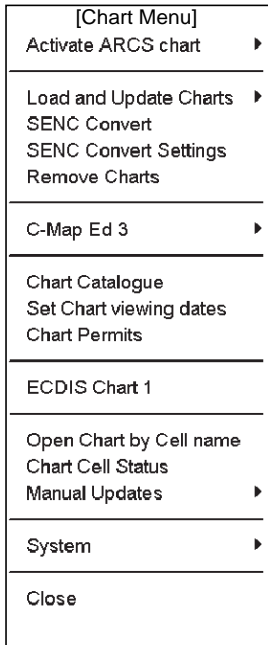 [Chart Menu]
Activate ARCS chart
Load and Update Charts
SENC Convert
SENC Convert Settings
Remove Charts
C-Map Ed 3
Chart Catalogue
Set Chart viewing dates
Chart Permits
ECDIS Chart 1
Open Chart by Cell name
Chart Cell Status
Manual Updates
System
Close